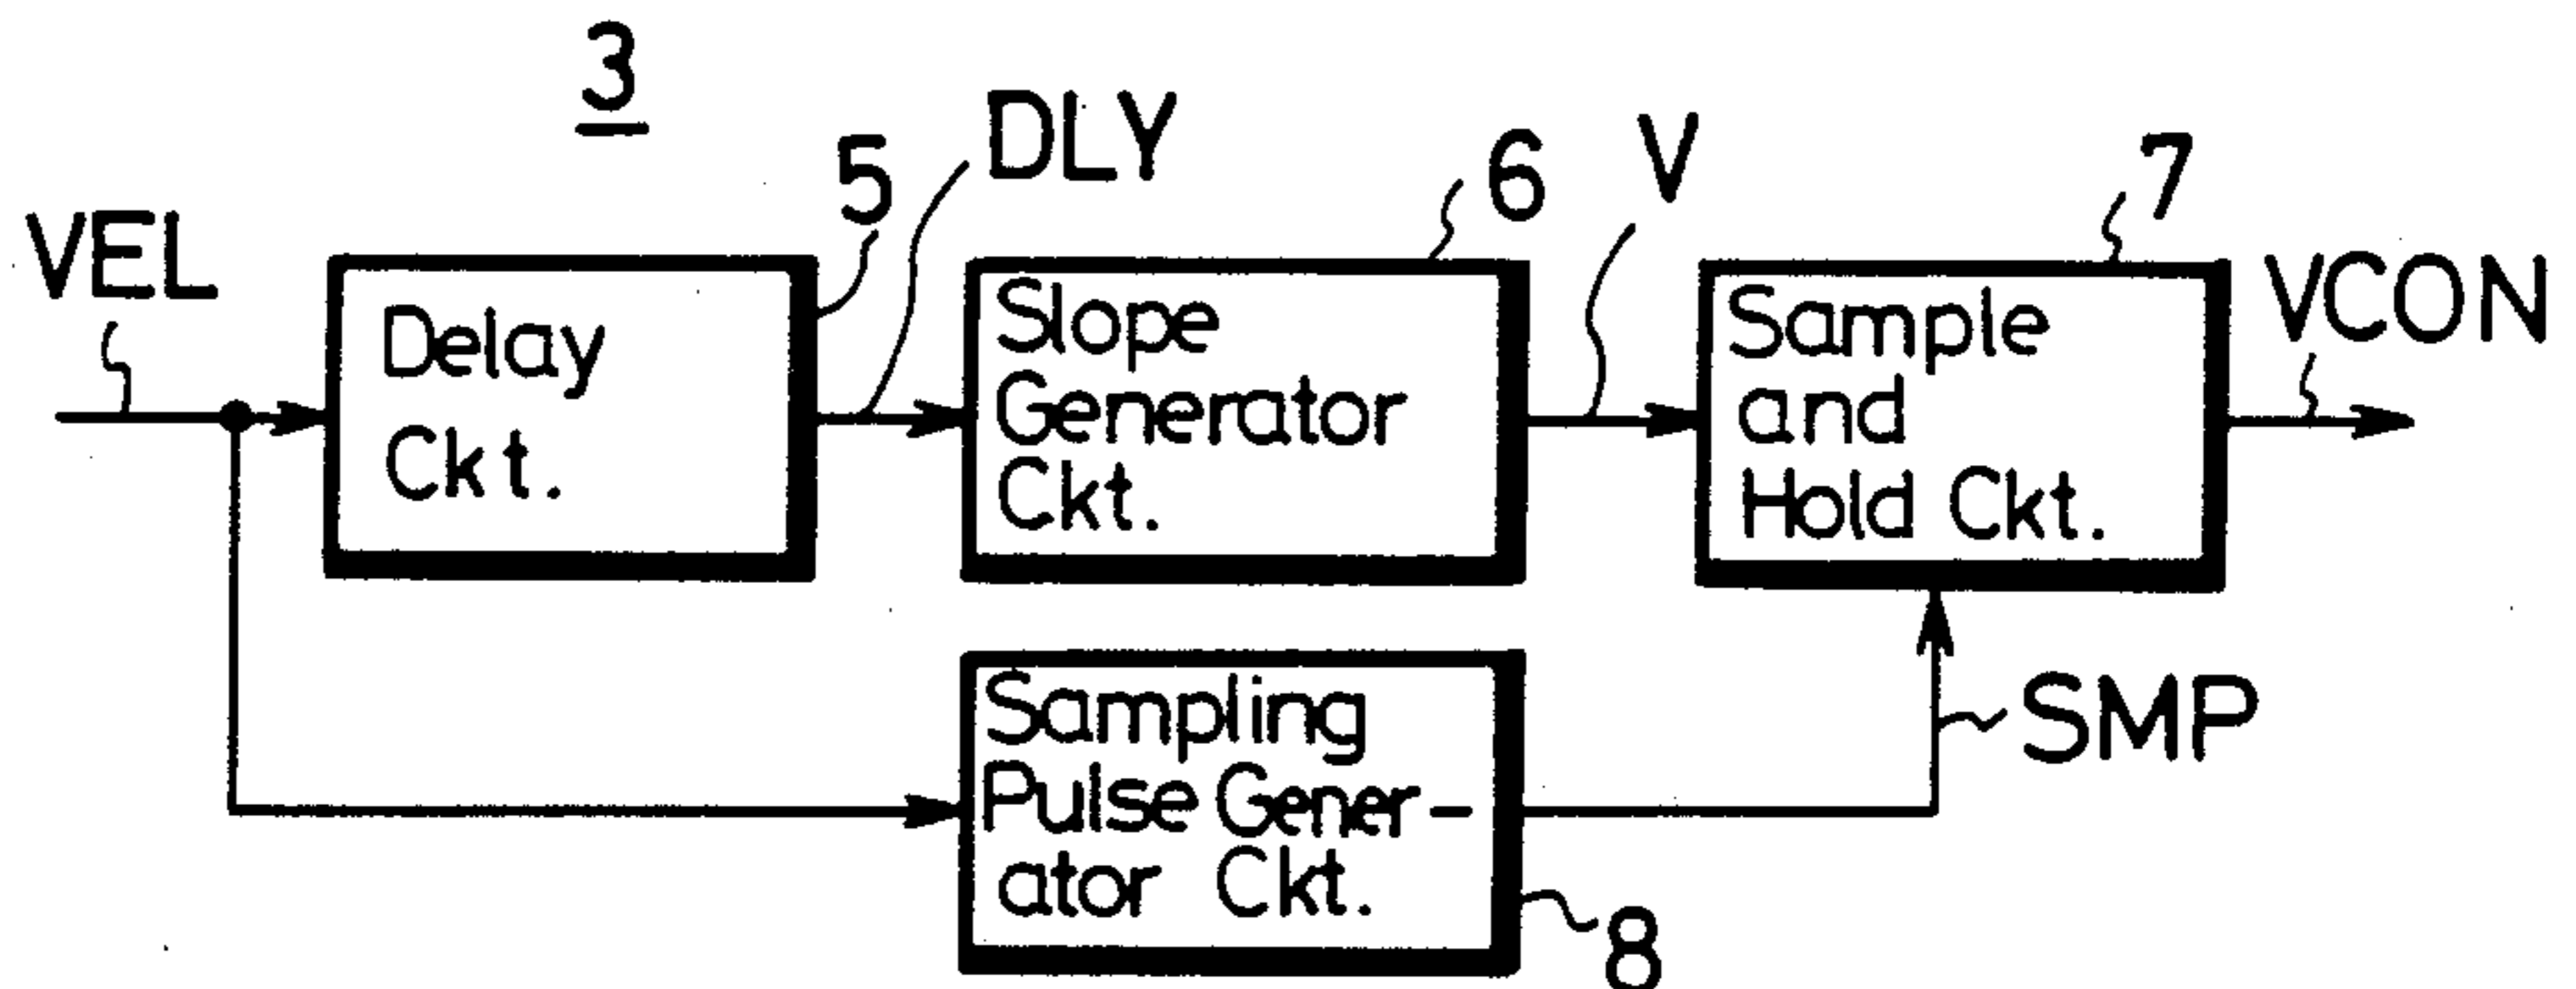 3
VEL
5
DLY
6
V
7
VCON
Delay
Ckt.
Slope
Generator
Ckt.
Sample
and
Hold Ckt.
Sampling
Pulse Gener-
ator Ckt.
SMP
8